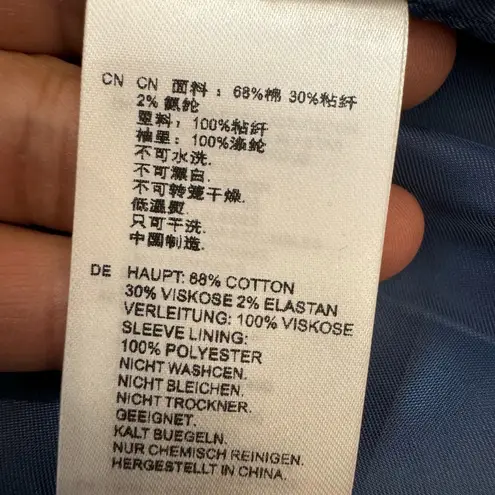 CN CN 面料：68%棉 30%粘纤
2% 氨纶
里料，100%粘纤
袖里：100%涤纶
不可水洗.
不可漂白.
不可转笼干燥.
低温熨.
只可干洗.
中國制造.
DE HAUPT: 68% COTTON
30% VISKOSE 2% ELASTAN
VERLEITUNG: 100% VISKOSE
SLEEVE LINING:
100% POLYESTER
NICHT WASHCEN.
NICHT BLEICHEN.
NICHT TROCKNER.
GEEIGNET.
KALT BUEGELN.
NUR CHEMISCH REINIGEN.
HERGESTELLT IN CHINA.